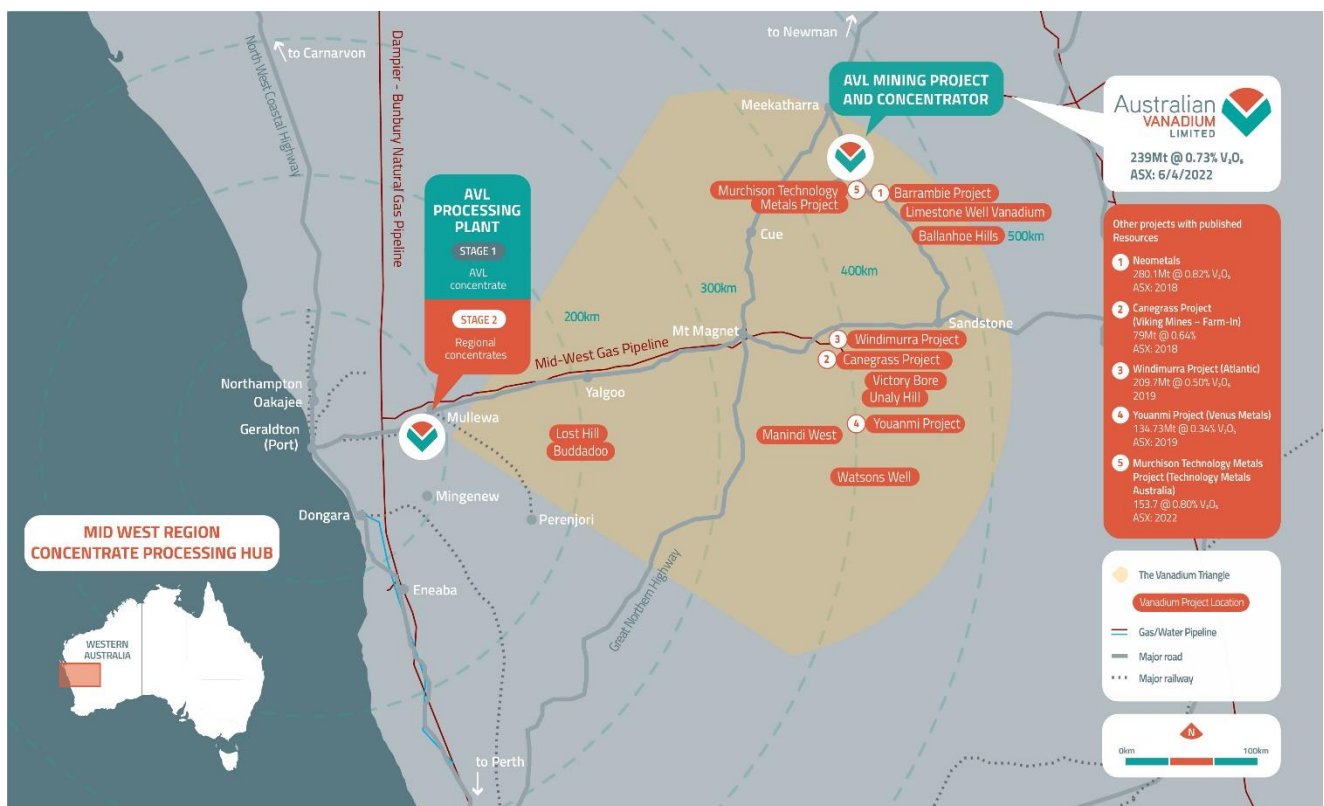 to Carnarvon
North West Coastal Highway
Dampier - Bunbury Natural Gas Pipeline
to Newman
AVL MINING PROJECT
AND CONCENTRATOR
Meekatharra
Australian
VANADIUM
LIMITED
239Mt @ 0.73% V₂O₅
ASX: 6/4/2022
AVL
PROCESSING
PLANT
STAGE 1
AVL
concentrate
STAGE 2
Regional
concentrates
Murchison Technology
Metals Project
5
1
Barrambie Project
Limestone Well Vanadium
Ballanhoe Hills
500km
Cue
400km
300km
200km
Mt Magnet
Sandstone
Mid-West Gas Pipeline
3
Windimurra Project
2
Canegrass Project
Victory Bore
Unaly Hill
Yalgoo
Northampton
Oakajee
Geraldton
(Port)
Mullewa
Lost Hill
Buddadoo
Manindi West
4
Youanmi Project
Watsons Well
Mingenew
Perenjori
Dongara
Eneaba
Great Northern Highway
to Perth
MID WEST REGION
CONCENTRATE PROCESSING HUB
WESTERN
AUSTRALIA
Other projects with published
Resources
1 Neometals
280.1Mt @ 0.82% V₂O₅
ASX: 2018
2 Canegrass Project
(Viking Mines – Farm-In)
79Mt @ 0.64%
ASX: 2018
3 Windimurra Project (Atlantic)
209.7Mt @ 0.50% V₂O₅
2019
4 Youanmi Project (Venus Metals)
134.73Mt @ 0.34% V₂O₅
ASX: 2019
5 Murchison Technology Metals
Project (Technology Metals
Australia)
153.7 @ 0.80% V₂O₅
ASX: 2022
The Vanadium Triangle
Vanadium Project Location
Gas/Water Pipeline
Major road
Major railway
N
0km
100km